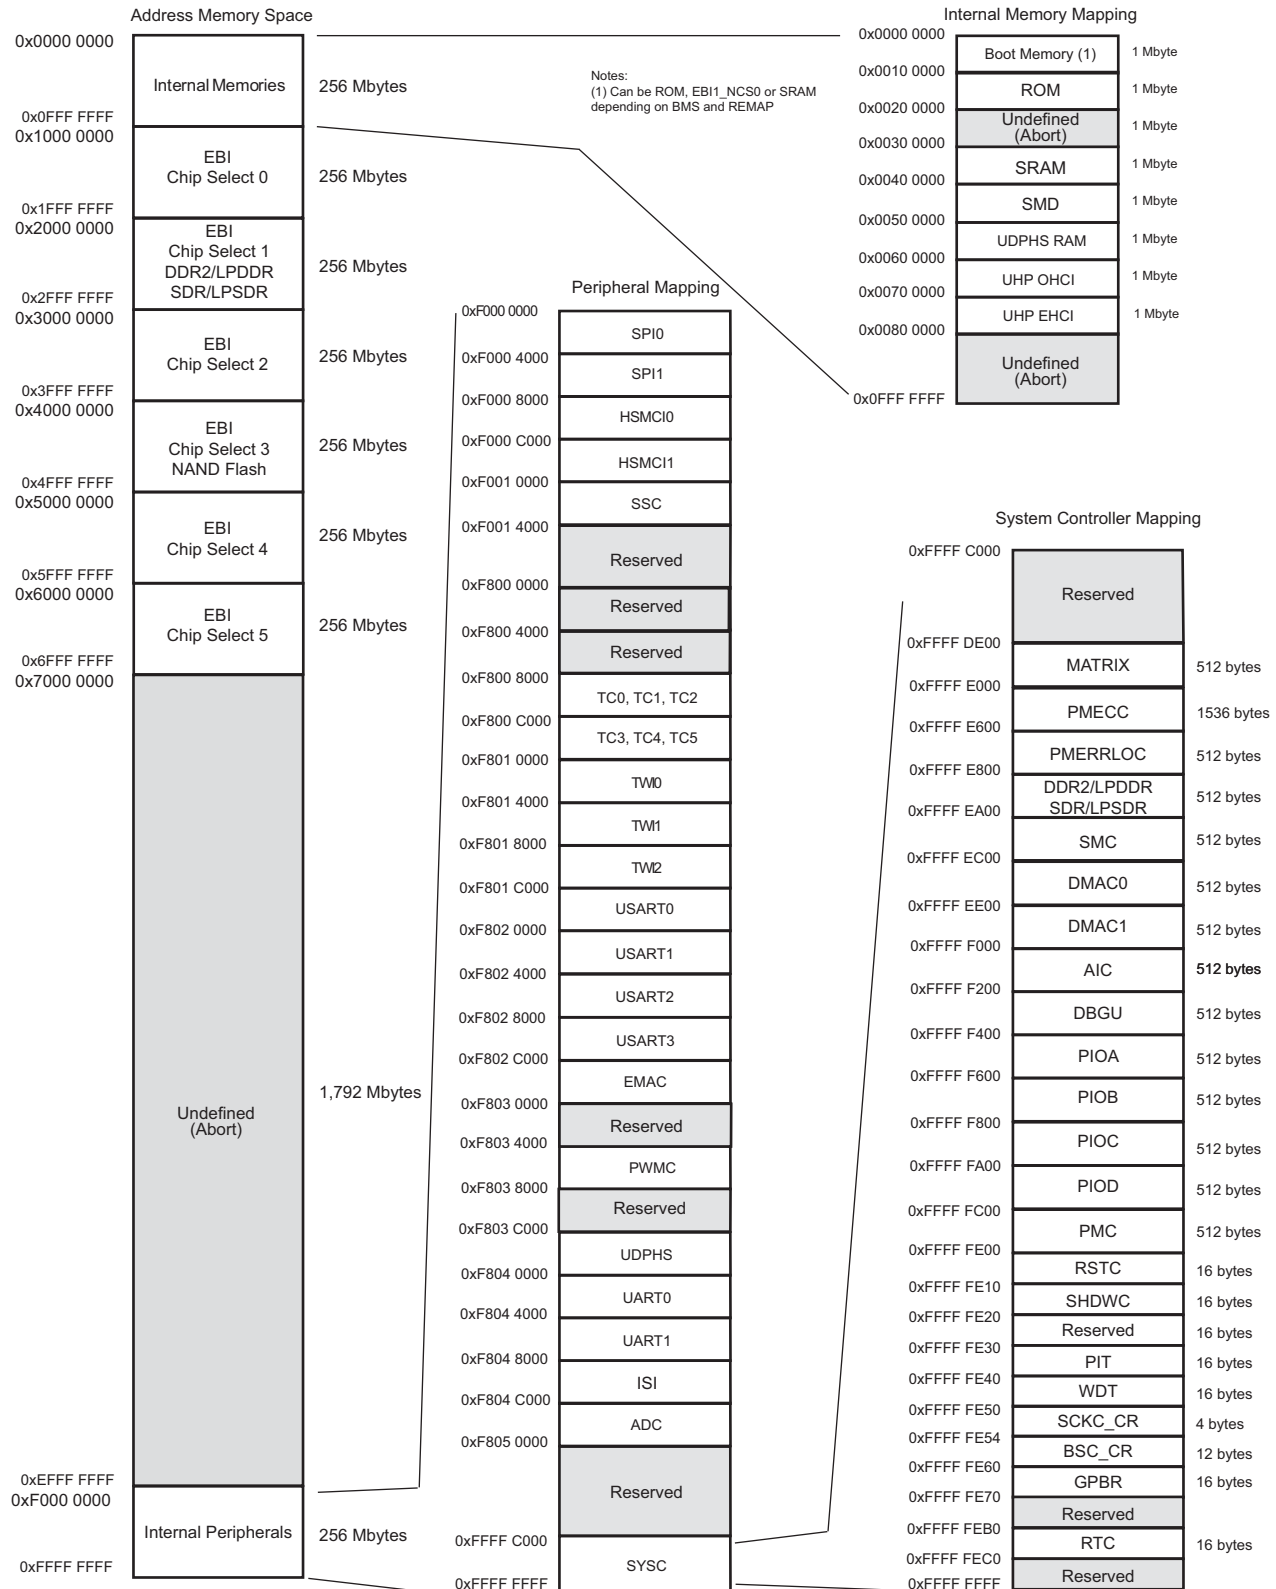 Address Memory Space
0x0000 0000
Internal Memories
256 Mbytes
0x0FFF FFFF
0x1000 0000
EBI
Chip Select 0
256 Mbytes
0x1FFF FFFF
0x2000 0000
EBI
Chip Select 1
DDR2/LPDDR
SDR/LPSDR
256 Mbytes
0x2FFF FFFF
0x3000 0000
EBI
Chip Select 2
256 Mbytes
0x3FFF FFFF
0x4000 0000
EBI
Chip Select 3
NAND Flash
256 Mbytes
0x4FFF FFFF
0x5000 0000
EBI
Chip Select 4
256 Mbytes
0x5FFF FFFF
0x6000 0000
EBI
Chip Select 5
256 Mbytes
0x6FFF FFFF
0x7000 0000
Undefined
(Abort)
1,792 Mbytes
0xEFFF FFFF
0xF000 0000
Internal Peripherals
256 Mbytes
0xFFFF FFFF
Notes:
(1) Can be ROM, EBI1_NCS0 or SRAM
depending on BMS and REMAP
Peripheral Mapping
0xF000 0000
SPI0
0xF000 4000
SPI1
0xF000 8000
HSMCI0
0xF000 C000
HSMCI1
0xF001 0000
SSC
0xF001 4000
Reserved
0xF800 0000
Reserved
0xF800 4000
Reserved
0xF800 8000
TC0, TC1, TC2
0xF800 C000
TC3, TC4, TC5
0xF801 0000
TWI0
0xF801 4000
TWI1
0xF801 8000
TWI2
0xF801 C000
USART0
0xF802 0000
USART1
0xF802 4000
USART2
0xF802 8000
USART3
0xF802 C000
EMAC
0xF803 0000
Reserved
0xF803 4000
PWMC
0xF803 8000
Reserved
0xF803 C000
UDPHS
0xF804 0000
UART0
0xF804 4000
UART1
0xF804 8000
ISI
0xF804 C000
ADC
0xF805 0000
Reserved
0xFFFF C000
SYSC
0xFFFF FFFF
Internal Memory Mapping
0x0000 0000
Boot Memory (1)
1 Mbyte
0x0010 0000
ROM
1 Mbyte
0x0020 0000
Undefined
(Abort)
1 Mbyte
0x0030 0000
SRAM
1 Mbyte
0x0040 0000
SMD
1 Mbyte
0x0050 0000
UDPHS RAM
1 Mbyte
0x0060 0000
UHP OHCI
1 Mbyte
0x0070 0000
UHP EHCI
1 Mbyte
0x0080 0000
Undefined
(Abort)
0x0FFF FFFF
System Controller Mapping
0xFFFF C000
Reserved
0xFFFF DE00
MATRIX
512 bytes
0xFFFF E000
PMECC
1536 bytes
0xFFFF E600
PMERRLOC
512 bytes
0xFFFF E800
DDR2/LPDDR
SDR/LPSDR
512 bytes
0xFFFF EA00
SMC
512 bytes
0xFFFF EC00
DMAC0
512 bytes
0xFFFF EE00
DMAC1
512 bytes
0xFFFF F000
AIC
512 bytes
0xFFFF F200
DBGU
512 bytes
0xFFFF F400
PIOA
512 bytes
0xFFFF F600
PIOB
512 bytes
0xFFFF F800
PIOC
512 bytes
0xFFFF FA00
PIOD
512 bytes
0xFFFF FC00
PMC
512 bytes
0xFFFF FE00
RSTC
16 bytes
0xFFFF FE10
SHDWC
16 bytes
0xFFFF FE20
Reserved
16 bytes
0xFFFF FE30
PIT
16 bytes
0xFFFF FE40
WDT
16 bytes
0xFFFF FE50
SCKC_CR
4 bytes
0xFFFF FE54
BSC_CR
12 bytes
0xFFFF FE60
GPBR
16 bytes
0xFFFF FE70
Reserved
0xFFFF FEB0
RTC
16 bytes
0xFFFF FEC0
Reserved
0xFFFF FFFF